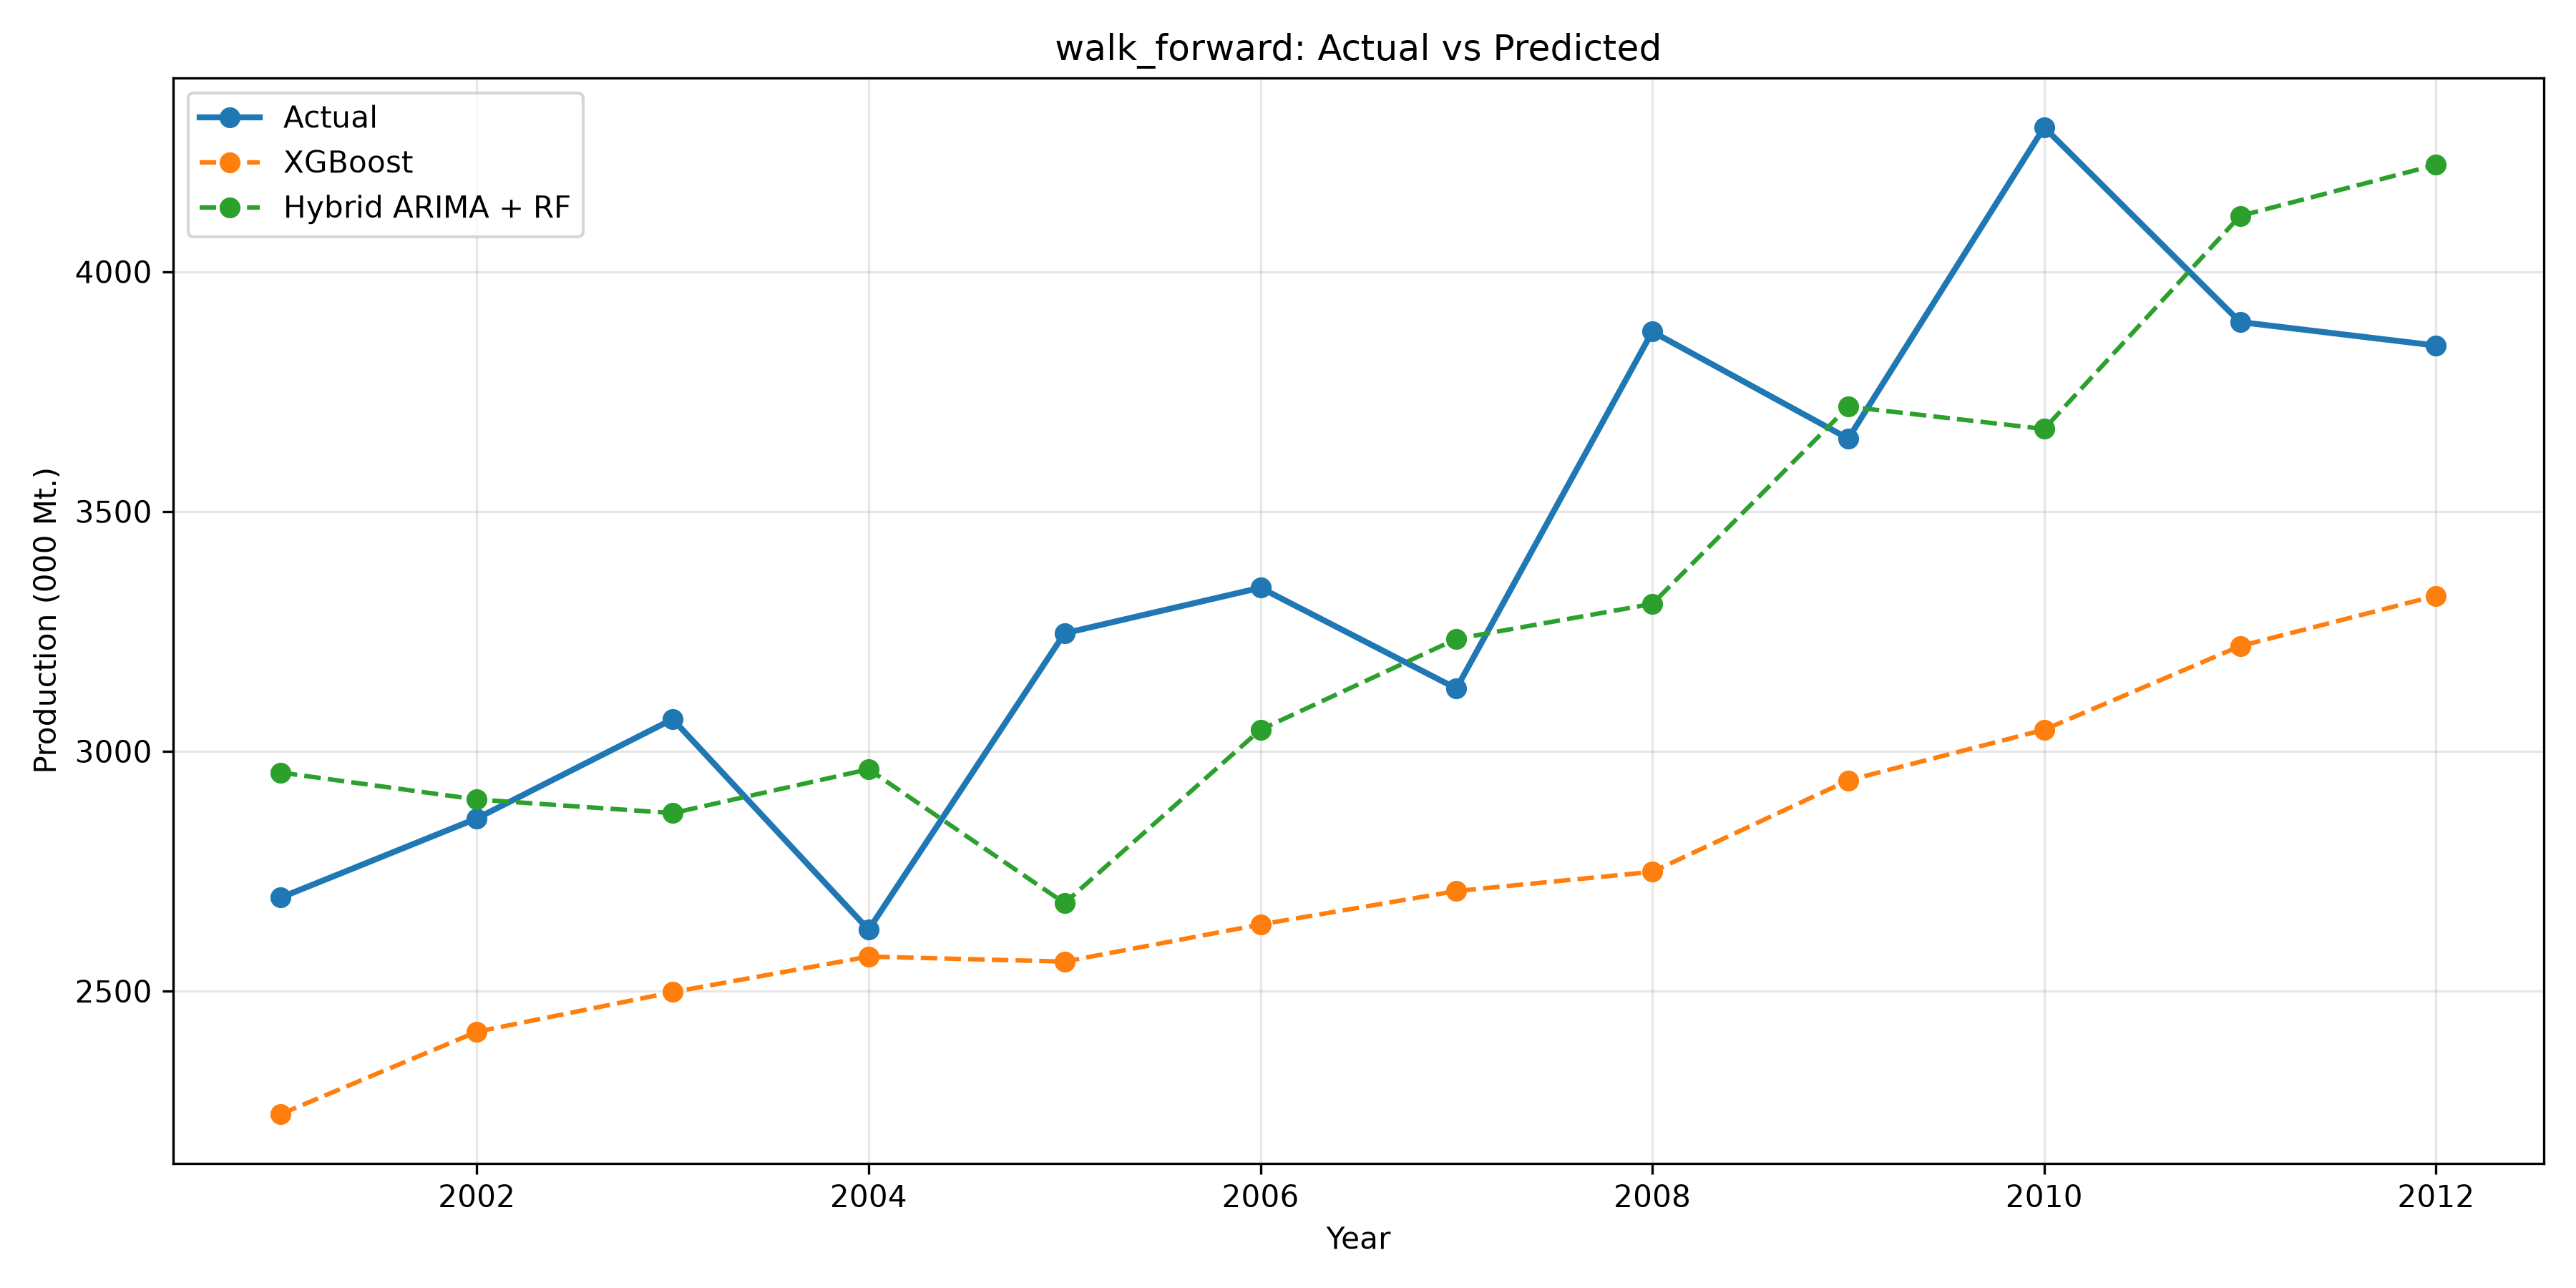 walk_forward: Actual vs Predicted
Actual
XGBoost
Hybrid ARIMA + RF
Production (000 Mt.)
4000
3500
3000
2500
2002 2004 2006 2008 2010 2012
Year